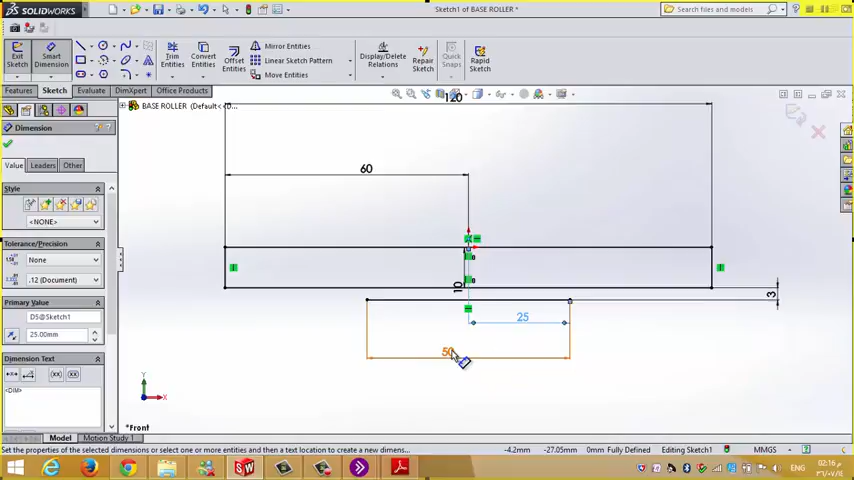 SOLIDWORKS
Sketch1 of BASE ROLLER *
Search files and models
Exit Sketch
Smart Dimension
Trim Entities
Convert Entities
Offset Entities
Mirror Entities
Linear Sketch Pattern
Move Entities
Display/Delete Relations
Repair Sketch
Quick Snaps
Rapid Sketch
Features
Sketch
Evaluate
DimXpert
Office Products
BASE ROLLER (Default<<D...
Dimension
Value
Leaders
Other
Style
<NONE>
Tolerance/Precision
None
.12 (Document)
Primary Value
D5@Sketch1
25.00mm
Dimension Text
<DIM>
120
60
10
3
25
50
Y
X
*Front
Model
Motion Study 1
Set the properties of the selected dimensions or select one or more entities and then a text location to create a new dimens.
-4.2mm
-27.05mm
0mm
Fully Defined
Editing Sketch1
MMGS
SW
ENG
02:16 م